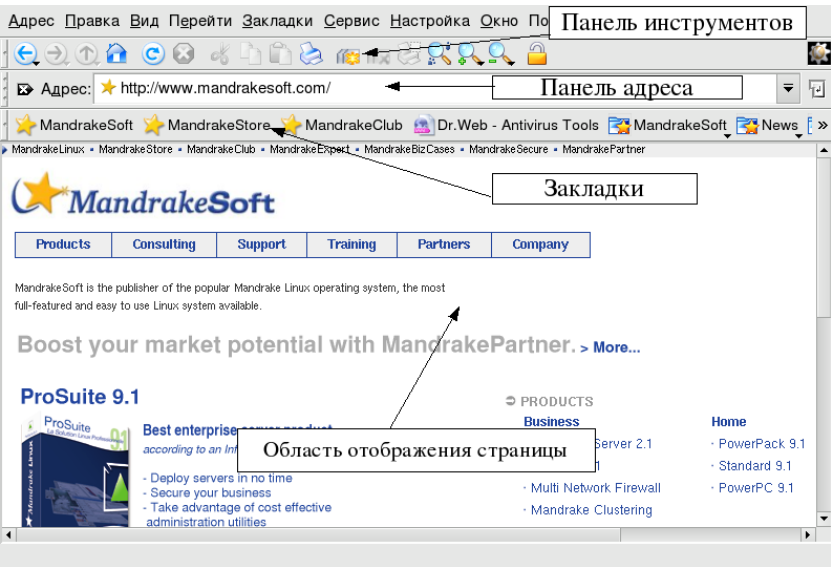 Адрес Правка Вид Перейти Закладки Сервис Настройка Окно По
Панель инструментов
Адрес: http://www.mandrakesoft.com/
Панель адреса
MandrakeSoft MandrakeStore MandrakeClub Dr.Web - Antivirus Tools MandrakeSoft News »
MandrakeLinux MandrakeStore MandrakeClub MandrakeExpert MandrakeBizCases MandrakeSecure MandrakePartner
Закладки
MandrakeSoft
Products Consulting Support Training Partners Company
MandrakeSoft is the publisher of the popular Mandrake Linux operating system, the most
full-featured and easy to use Linux system available.
Boost your market potential with MandrakePartner. > More...
ProSuite 9.1
PRODUCTS
Business Home
ProSuite
91
Best enterprise server product
according to an Inf
Область отображения страницы
Server 2.1 · PowerPack 9.1
1 · Standard 9.1
- Deploy servers in no time
- Secure your business
- Take advantage of cost effective
administration utilities
· Multi Network Firewall · PowerPC 9.1
· Mandrake Clustering
Mandrake Linux